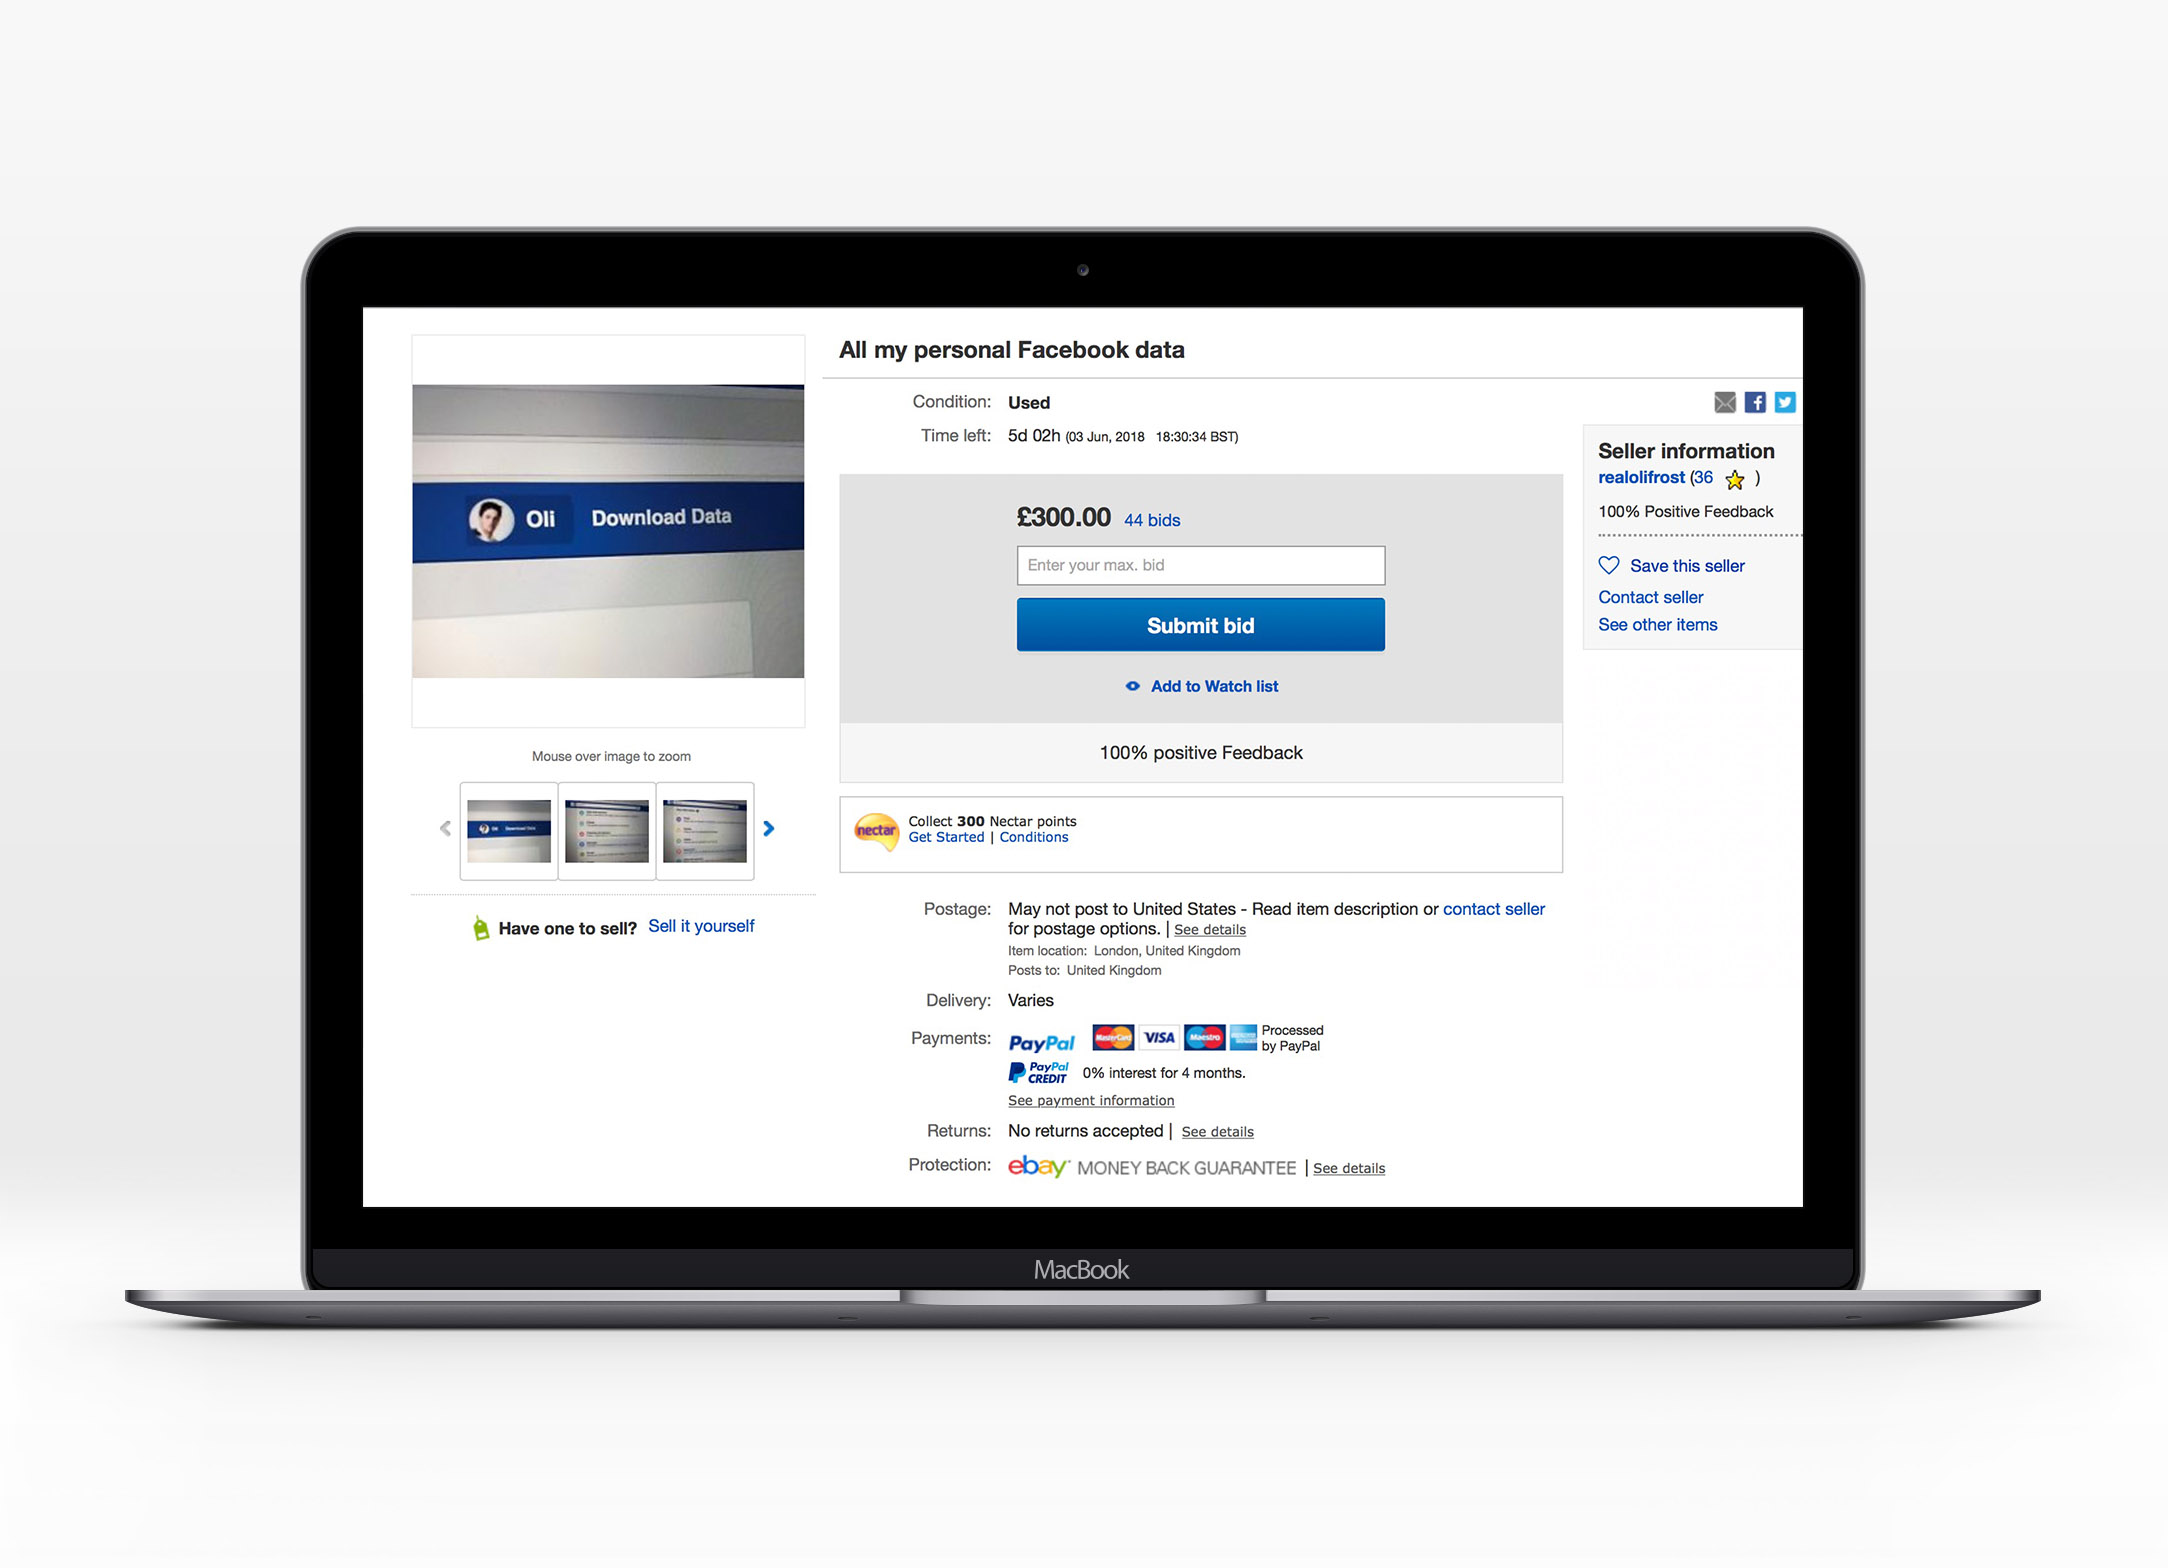 All my personal Facebook data
Condition: Used
Time left: 5d 02h (03 Jun, 2018 18:30:34 BST)
Oli Download Data
£300.00 44 bids
Enter your max. bid
Submit bid
Add to Watch list
100% positive Feedback
Seller information
realolifrost (36 )
100% Positive Feedback
Save this seller
Contact seller
See other items
Mouse over image to zoom
Oli Download Data
Have one to sell? Sell it yourself
nectar
Collect 300 Nectar points
Get Started | Conditions
Postage: May not post to United States - Read item description or contact seller
for postage options. | See details
Item location: London, United Kingdom
Posts to: United Kingdom
Delivery: Varies
Payments: PayPal MasterCard VISA Maestro Processed
by PayPal
PayPal
CREDIT 0% interest for 4 months.
See payment information
Returns: No returns accepted | See details
Protection: ebay MONEY BACK GUARANTEE | See details
MacBook